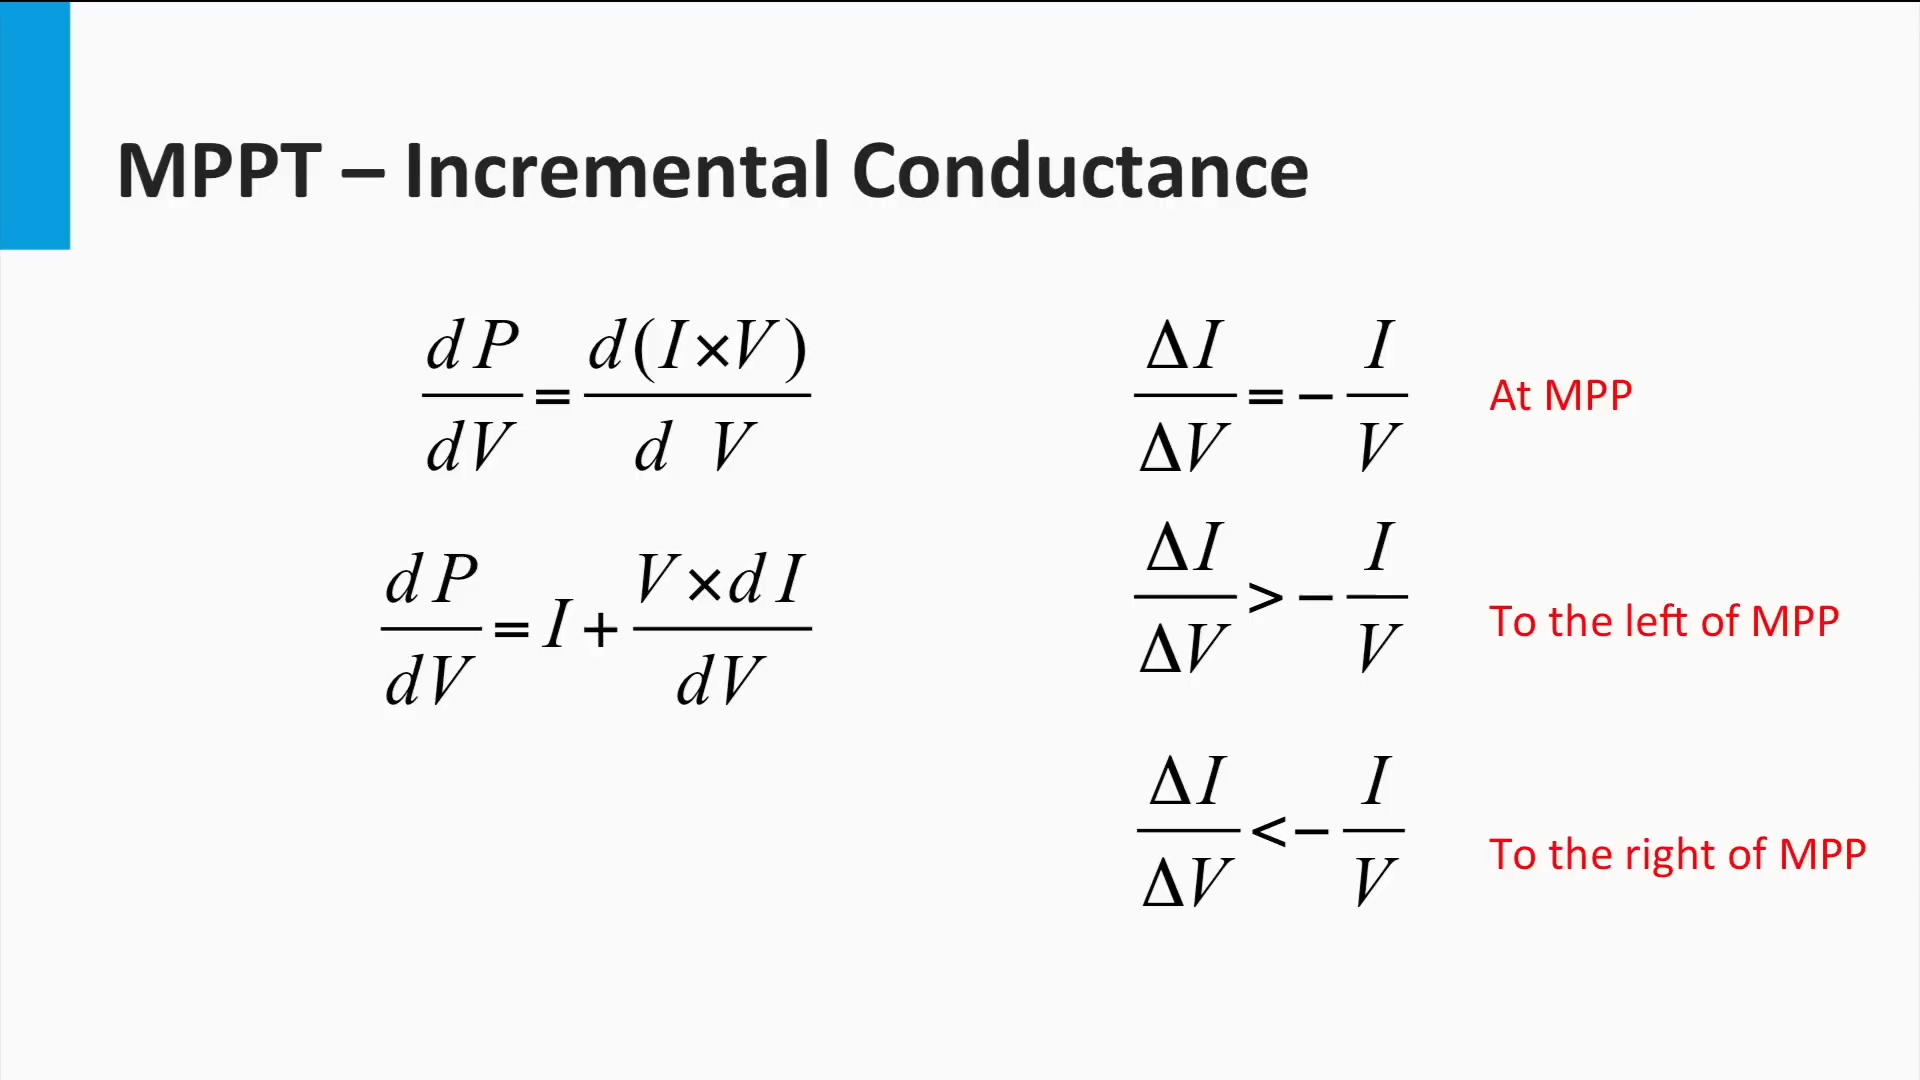 MPPT – Incremental Conductance
dP/dV = d(I×V)/d V
dP/dV = I + V×dI/dV
ΔI/ΔV = − I/V At MPP
ΔI/ΔV > − I/V To the left of MPP
ΔI/ΔV < − I/V To the right of MPP